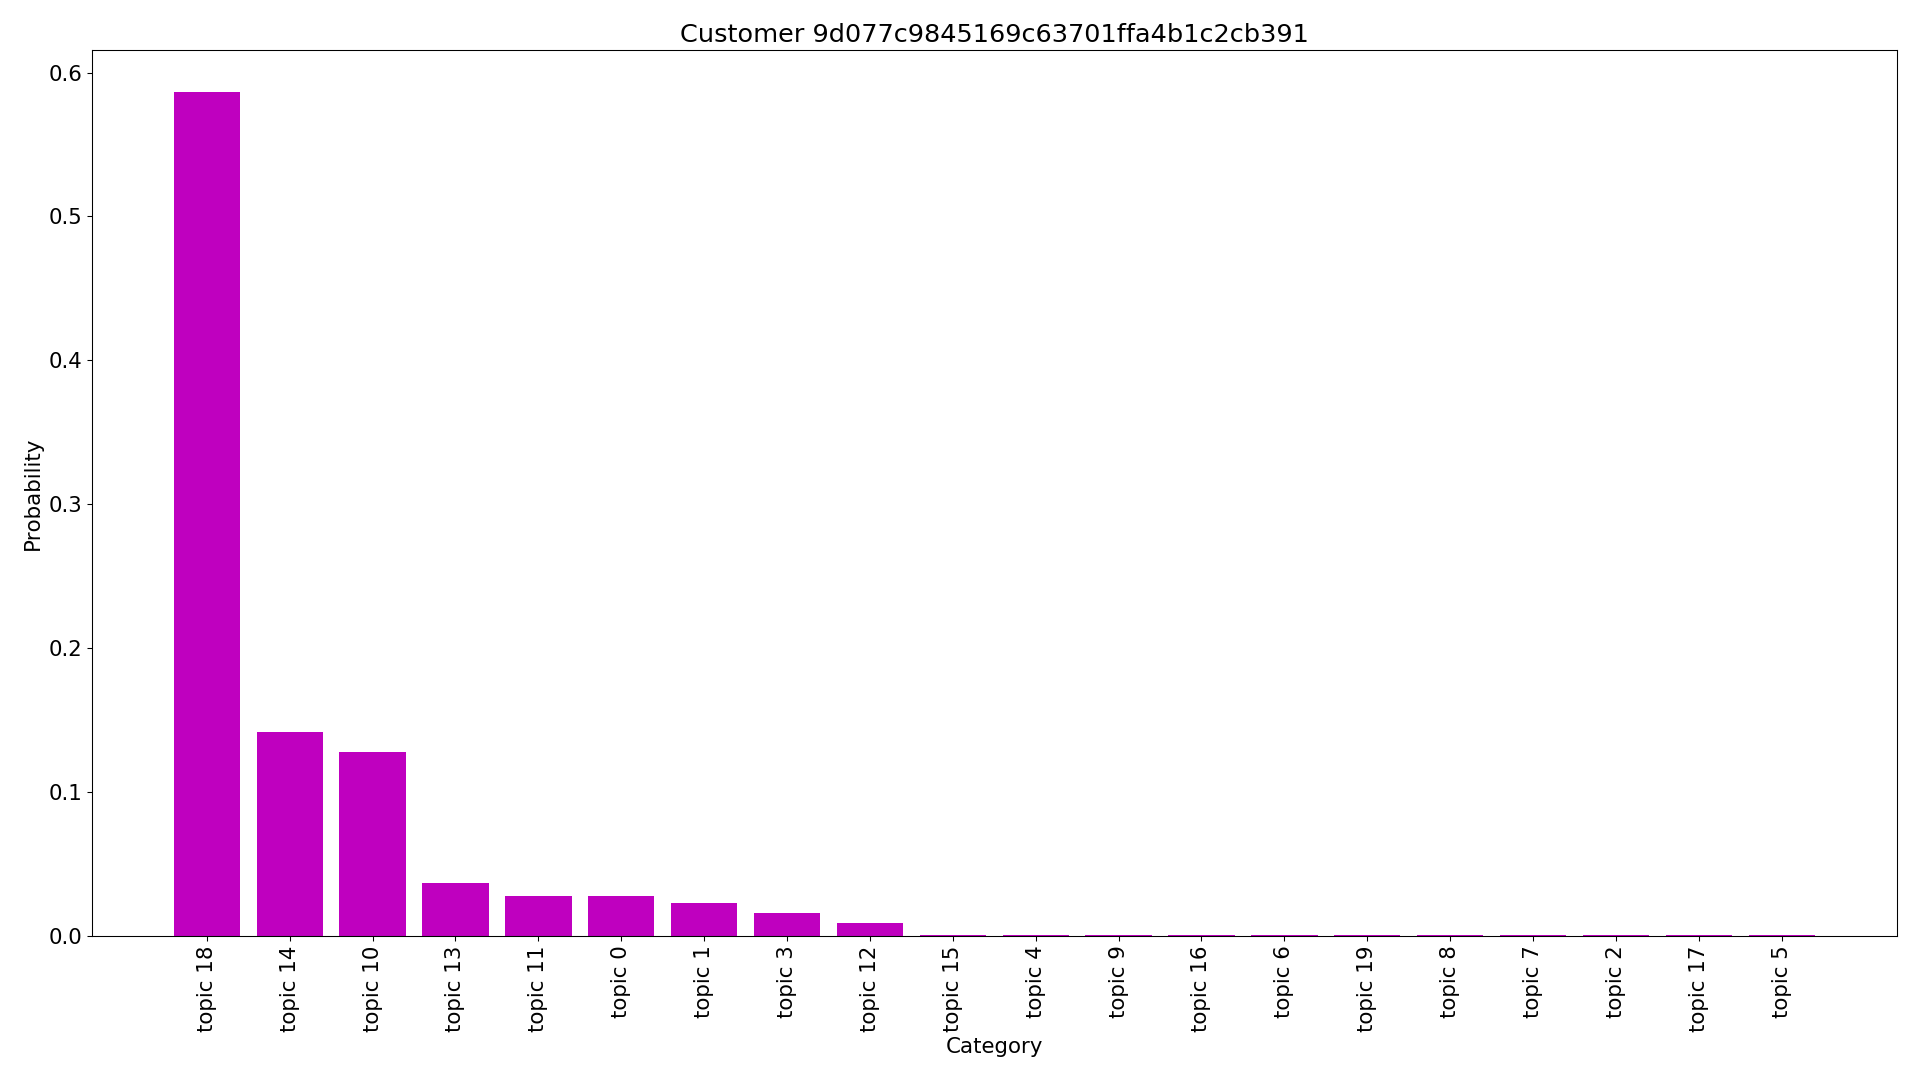 Customer 9d077c9845169c63701ffa4b1c2cb391
Probability
0.6
0.5
0.4
0.3
0.2
0.1
0.0
topic 18
topic 14
topic 10
topic 13
topic 11
topic 0
topic 1
topic 3
topic 12
topic 15
topic 4
topic 9
topic 16
topic 6
topic 19
topic 8
topic 7
topic 2
topic 17
topic 5
Category